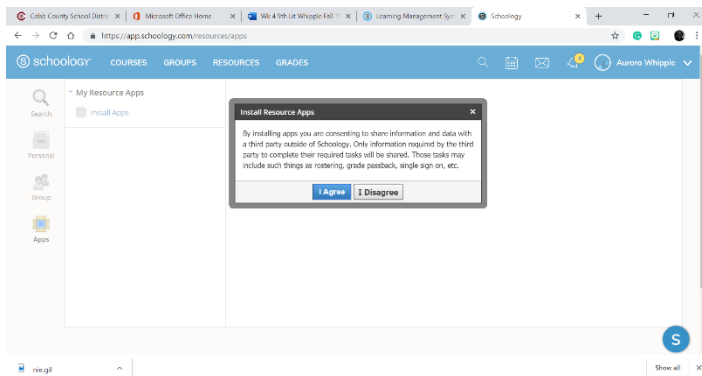 Cobb County School Distric
Microsoft Office Home
Wk 4 9th Lit Whipple Fall
Learning Management Syst
Schoology
https://app.schoology.com/resources/apps
S schoology
COURSES
GROUPS
RESOURCES
GRADES
Aurora Whipple
Search
Personal
Group
Apps
My Resource Apps
Install Apps
Install Resource Apps
By installing apps you are consenting to share information and data with
a third party outside of Schoology. Only information required by the third
party to complete their required tasks will be shared. Those tasks may
include such things as rostering, grade passback, single sign on, etc.
I Agree
I Disagree
S
nie.gif
Show all